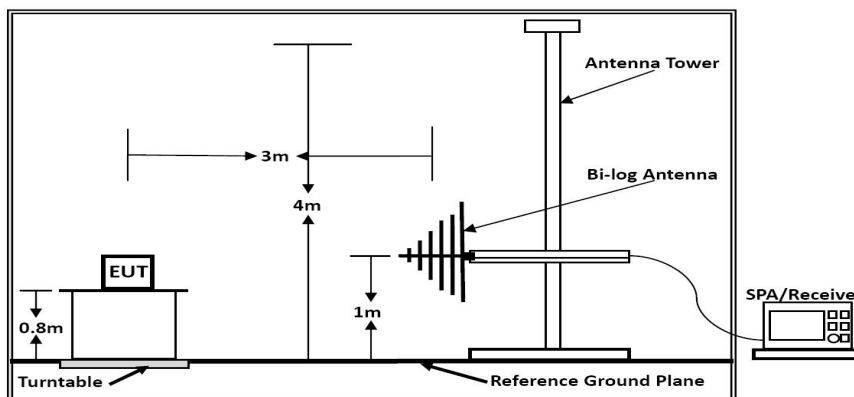 Antenna Tower
3m
Bi-log Antenna
4m
EUT
SPA/Receive
0.8m
1m
Turntable
Reference Ground Plane